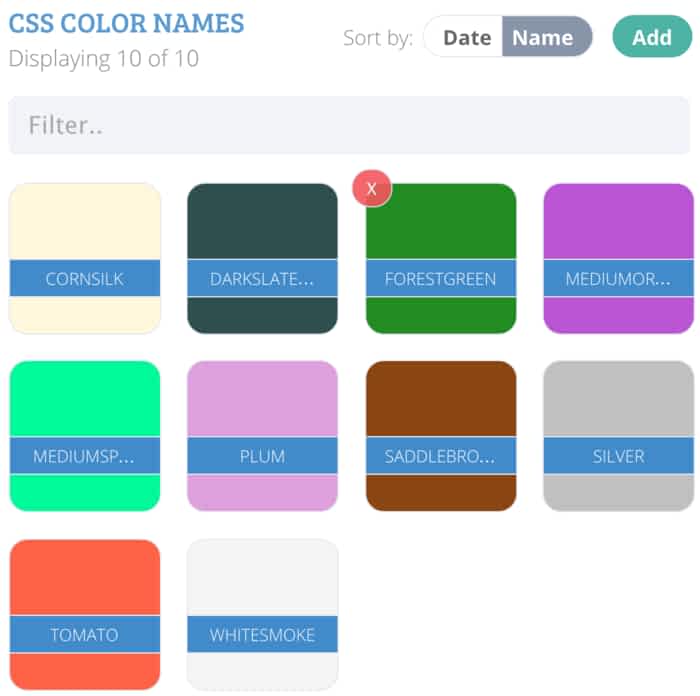 CSS COLOR NAMES
Displaying 10 of 10
Sort by: Date Name Add
Filter..
X
CORNSILK DARKSLATE... FORESTGREEN MEDIUMOR...
MEDIUMSP... PLUM SADDLEBRO... SILVER
TOMATO WHITESMOKE